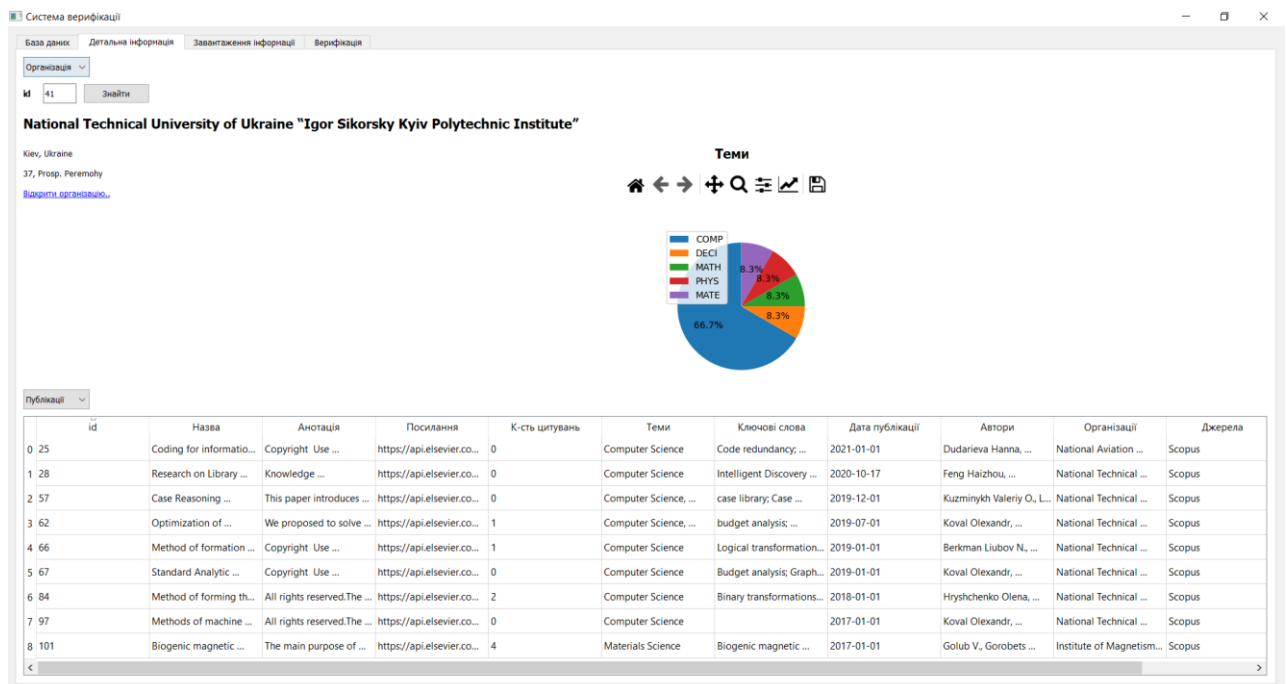 Система верифікації
База даних Детальна інформація Завантаження інформації Верифікація
Організація
id 41 Знайти
National Technical University of Ukraine “Igor Sikorsky Kyiv Polytechnic Institute”
Kiev, Ukraine
37, Prosp. Peremohy
Відкрити організацію..
Теми
COMP
DECI
MATH
PHYS
MATE
8.3%
8.3%
8.3%
8.3%
66.7%
Публікації
id Назва Анотація Посилання К-сть цитувань Теми Ключові слова Дата публікації Автори Організації Джерела
0 25 Coding for informatio... Copyright Use ... https://api.elsevier.co... 0 Computer Science Code redundancy; ... 2021-01-01 Dudarieva Hanna, ... National Aviation ... Scopus
1 28 Research on Library ... Knowledge ... https://api.elsevier.co... 0 Computer Science Intelligent Discovery ... 2020-10-17 Feng Haizhou, ... National Technical ... Scopus
2 57 Case Reasoning ... This paper introduces ... https://api.elsevier.co... 0 Computer Science, ... case library; Case ... 2019-12-01 Kuzminykh Valeriy O., L... National Technical ... Scopus
3 62 Optimization of ... We proposed to solve ... https://api.elsevier.co... 1 Computer Science, ... budget analysis; ... 2019-07-01 Koval Olexandr, ... National Technical ... Scopus
4 66 Method of formation ... Copyright Use ... https://api.elsevier.co... 1 Computer Science Logical transformation... 2019-01-01 Berkman Liubov N., ... National Technical ... Scopus
5 67 Standard Analytic ... Copyright Use ... https://api.elsevier.co... 0 Computer Science Budget analysis; Graph... 2019-01-01 Koval Olexandr, ... National Technical ... Scopus
6 84 Method of forming th... All rights reserved.The ... https://api.elsevier.co... 2 Computer Science Binary transformations... 2018-01-01 Hryshchenko Olena, ... National Technical ... Scopus
7 97 Methods of machine ... All rights reserved.The ... https://api.elsevier.co... 0 Computer Science 2017-01-01 Koval Olexandr, ... National Technical ... Scopus
8 101 Biogenic magnetic ... The main purpose of ... https://api.elsevier.co... 4 Materials Science Biogenic magnetic ... 2017-01-01 Golub V., Gorobets ... Institute of Magnetism... Scopus